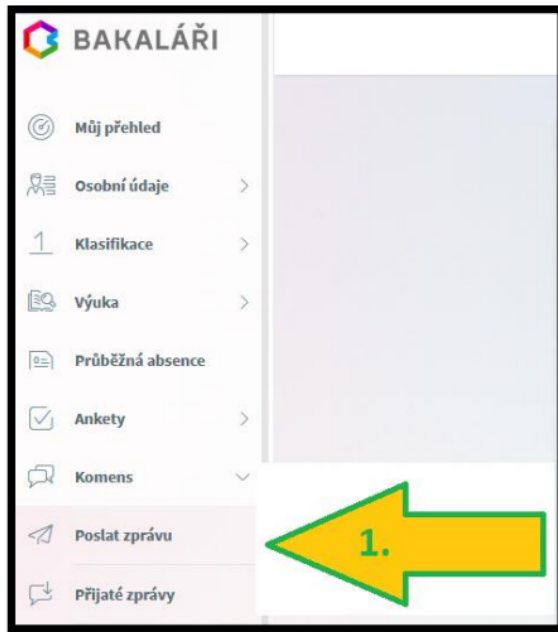 BAKALÁŘI
Můj přehled
Osobní údaje
1 Klasifikace
Výuka
Průběžná absence
Ankety
Komens
Poslat zprávu
1.
Přijaté zprávy